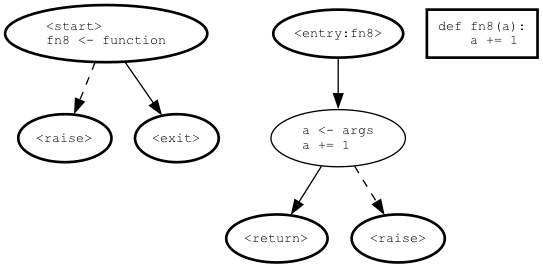 <start>
fn8 <- function
<raise>
<exit>
<entry:fn8>
a <- args
a += 1
<return>
<raise>
def fn8(a):
    a += 1